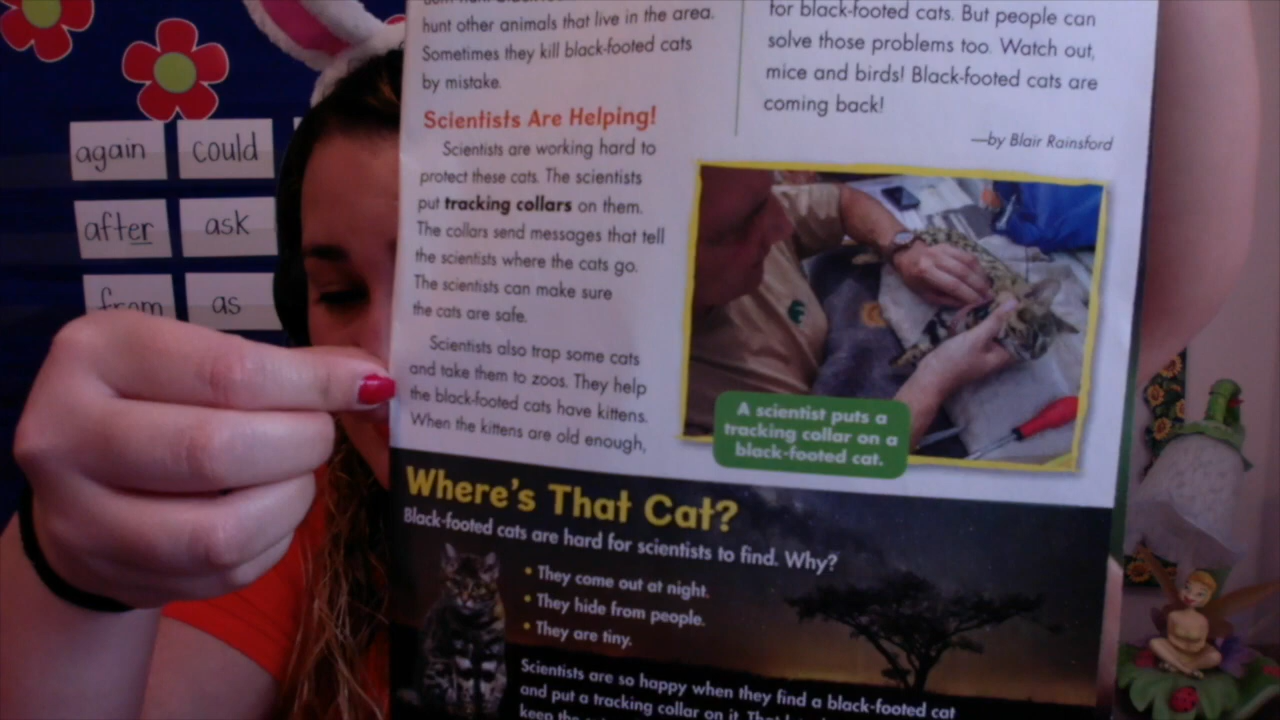 again could
after ask
from as
hunt other animals that live in the area.
Sometimes they kill black-footed cats
by mistake.
Scientists Are Helping!
Scientists are working hard to
protect these cats. The scientists
put tracking collars on them.
The collars send messages that tell
the scientists where the cats go.
The scientists can make sure
the cats are safe.
Scientists also trap some cats
and take them to zoos. They help
the black-footed cats have kittens.
When the kittens are old enough,
for black-footed cats. But people can
solve those problems too. Watch out,
mice and birds! Black-footed cats are
coming back!
—by Blair Rainsford
A scientist puts a
tracking collar on a
black-footed cat.
Where's That Cat?
Black-footed cats are hard for scientists to find. Why?
• They come out at night.
• They hide from people.
• They are tiny.
Scientists are so happy when they find a black-footed cat
and put a tracking collar on it. That
keep the